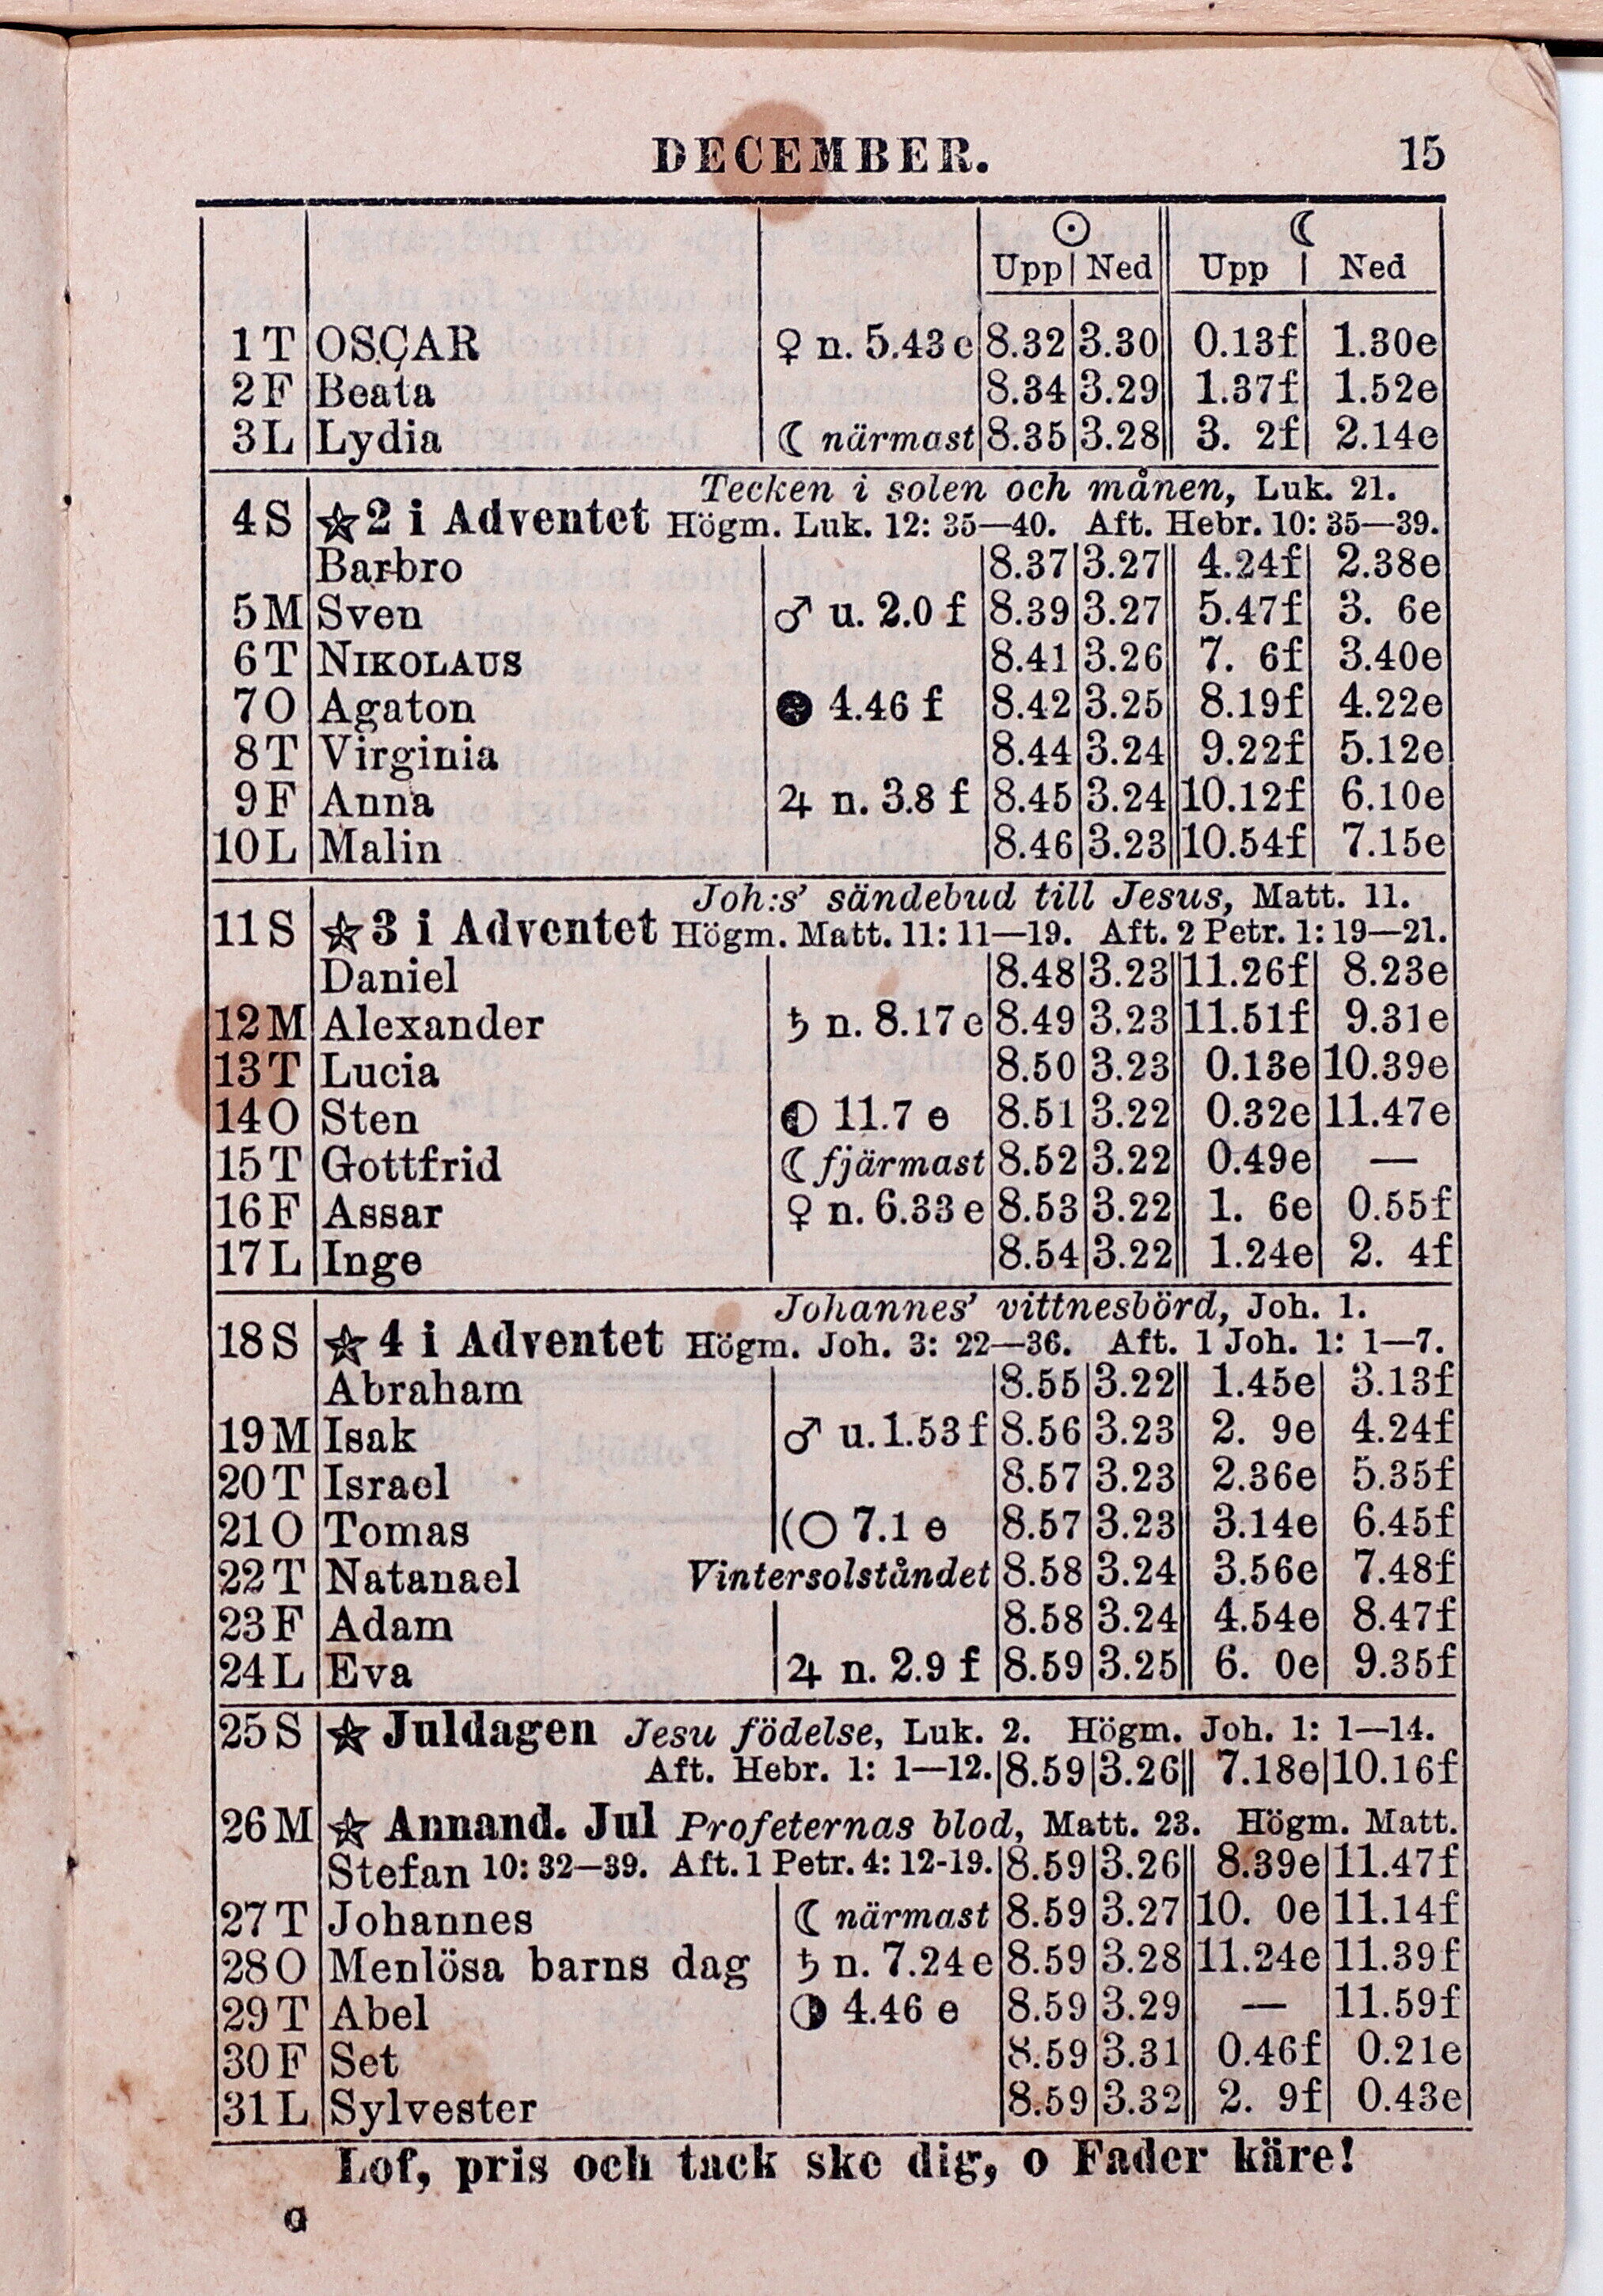 DECEMBER. 15
☉ ☾
Upp Ned Upp Ned
1 T OSCAR ♀ n. 5.43 e 8.32 3.30 0.13f 1.30e
2 F Beata 8.34 3.29 1.37f 1.52e
3 L Lydia ☾ närmast 8.35 3.28 3. 2f 2.14e
Tecken i solen och månen, Luk. 21.
4 S ☆ 2 i Adventet Högm. Luk. 12: 35—40. Aft. Hebr. 10: 35—39.
Barbro 8.37 3.27 4.24f 2.38e
5 M Sven ♂ u. 2.0 f 8.39 3.27 5.47f 3. 6e
6 T NIKOLAUS 8.41 3.26 7. 6f 3.40e
7 O Agaton ● 4.46 f 8.42 3.25 8.19f 4.22e
8 T Virginia 8.44 3.24 9.22f 5.12e
9 F Anna ♃ n. 3.8 f 8.45 3.24 10.12f 6.10e
10 L Malin 8.46 3.23 10.54f 7.15e
Joh:s' sändebud till Jesus, Matt. 11.
11 S ☆ 3 i Adventet Högm. Matt. 11: 11—19. Aft. 2 Petr. 1: 19—21.
Daniel 8.48 3.23 11.26f 8.23e
12 M Alexander ♄ n. 8.17 e 8.49 3.23 11.51f 9.31e
13 T Lucia 8.50 3.23 0.13e 10.39e
14 O Sten ◐ 11.7 e 8.51 3.22 0.32e 11.47e
15 T Gottfrid ☾ fjärmast 8.52 3.22 0.49e —
16 F Assar ♀ n. 6.33 e 8.53 3.22 1. 6e 0.55f
17 L Inge 8.54 3.22 1.24e 2. 4f
Johannes' vittnesbörd, Joh. 1.
18 S ☆ 4 i Adventet Högm. Joh. 3: 22—36. Aft. 1 Joh. 1: 1—7.
Abraham 8.55 3.22 1.45e 3.13f
19 M Isak ♂ u. 1.53 f 8.56 3.23 2. 9e 4.24f
20 T Israel 8.57 3.23 2.36e 5.35f
21 O Tomas (○ 7.1 e 8.57 3.23 3.14e 6.45f
22 T Natanael Vintersolståndet 8.58 3.24 3.56e 7.48f
23 F Adam 8.58 3.24 4.54e 8.47f
24 L Eva ♃ n. 2.9 f 8.59 3.25 6. 0e 9.35f
25 S ☆ Juldagen Jesu födelse, Luk. 2. Högm. Joh. 1: 1—14.
Aft. Hebr. 1: 1—12. 8.59 3.26 7.18e 10.16f
26 M ☆ Annand. Jul Profeternas blod, Matt. 23. Högm. Matt.
Stefan 10: 32—39. Aft. 1 Petr. 4: 12-19. 8.59 3.26 8.39e 11.47f
27 T Johannes ☾ närmast 8.59 3.27 10. 0e 11.14f
28 O Menlösa barns dag ♄ n. 7.24 e 8.59 3.28 11.24e 11.39f
29 T Abel ◑ 4.46 e 8.59 3.29 — 11.59f
30 F Set 8.59 3.31 0.46f 0.21e
31 L Sylvester 8.59 3.32 2. 9f 0.43e
Lof, pris och tack ske dig, o Fader käre!
a